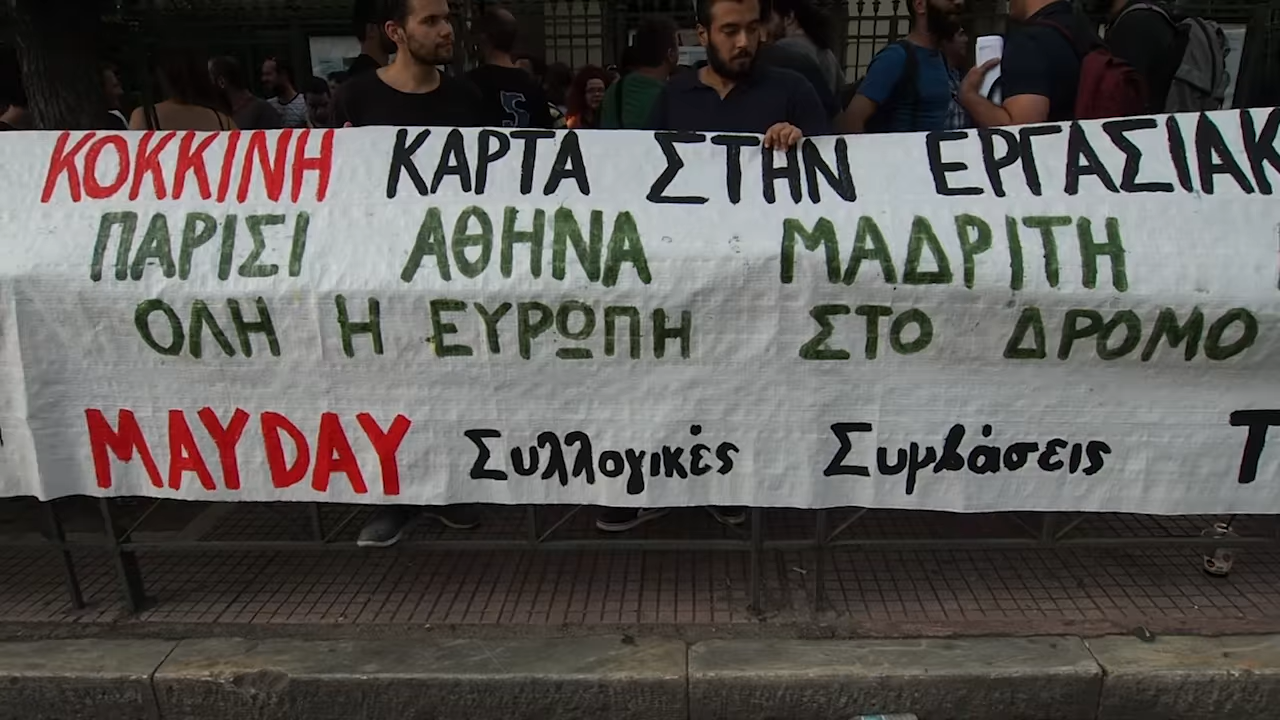 ΚΟΚΚΙΝΗ ΚΑΡΤΑ ΣΤΗΝ ΕΡΓΑΣΙΑΚ
ΠΑΡΙΣΙ ΑΘΗΝΑ ΜΑΔΡΙΤΗ
ΟΛΗ Η ΕΥΡΩΠΗ ΣΤΟ ΔΡΟΜΟ
MAYDAY Συλλογικές Συμβάσεις Τ